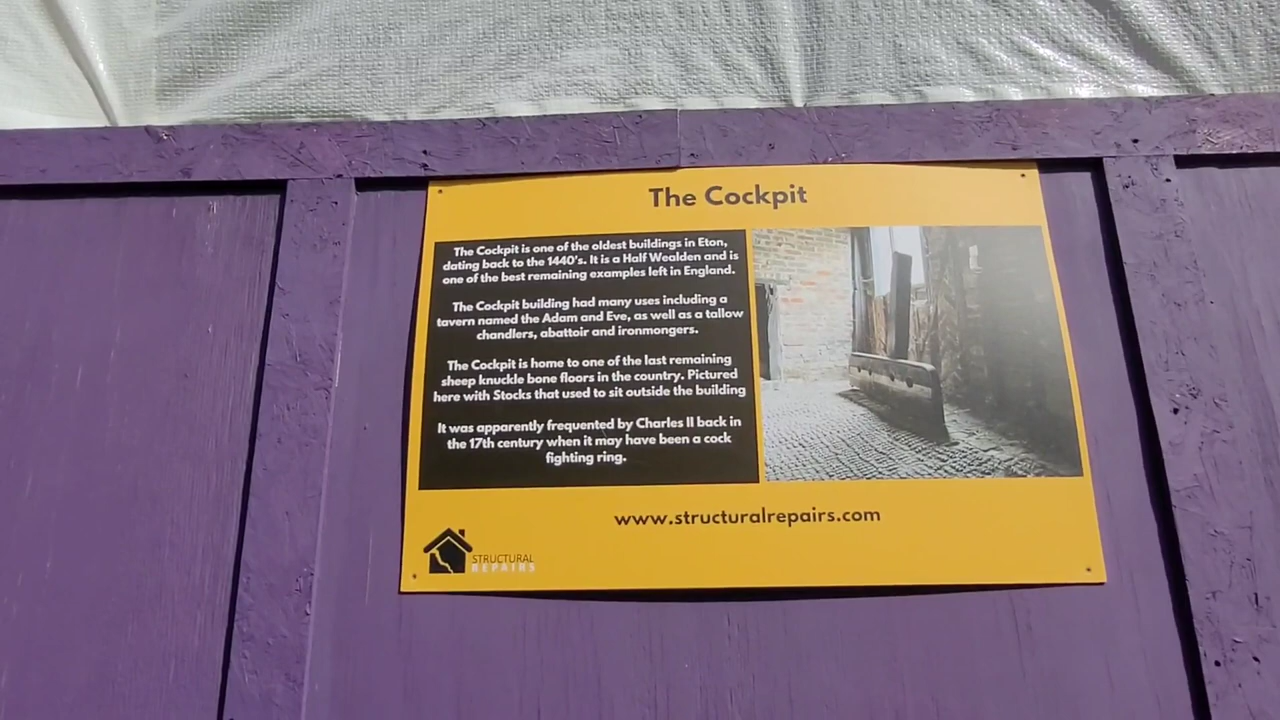 The Cockpit
The Cockpit is one of the oldest buildings in Eton,
dating back to the 1440's. It is a Half Wealden and is
one of the best remaining examples left in England.
The Cockpit building had many uses including a
tavern named the Adam and Eve, as well as a tallow
chandlers, abattoir and ironmongers.
The Cockpit is home to one of the last remaining
sheep knuckle bone floors in the country. Pictured
here with Stocks that used to sit outside the building
It was apparently frequented by Charles II back in
the 17th century when it may have been a cock
fighting ring.
www.structuralrepairs.com
STRUCTURAL
REPAIRS